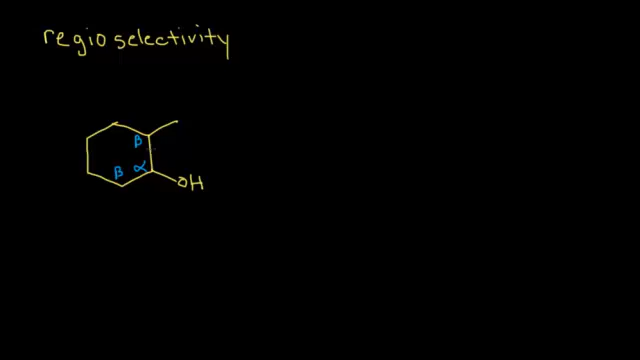 regioselectivity
β
β α
OH